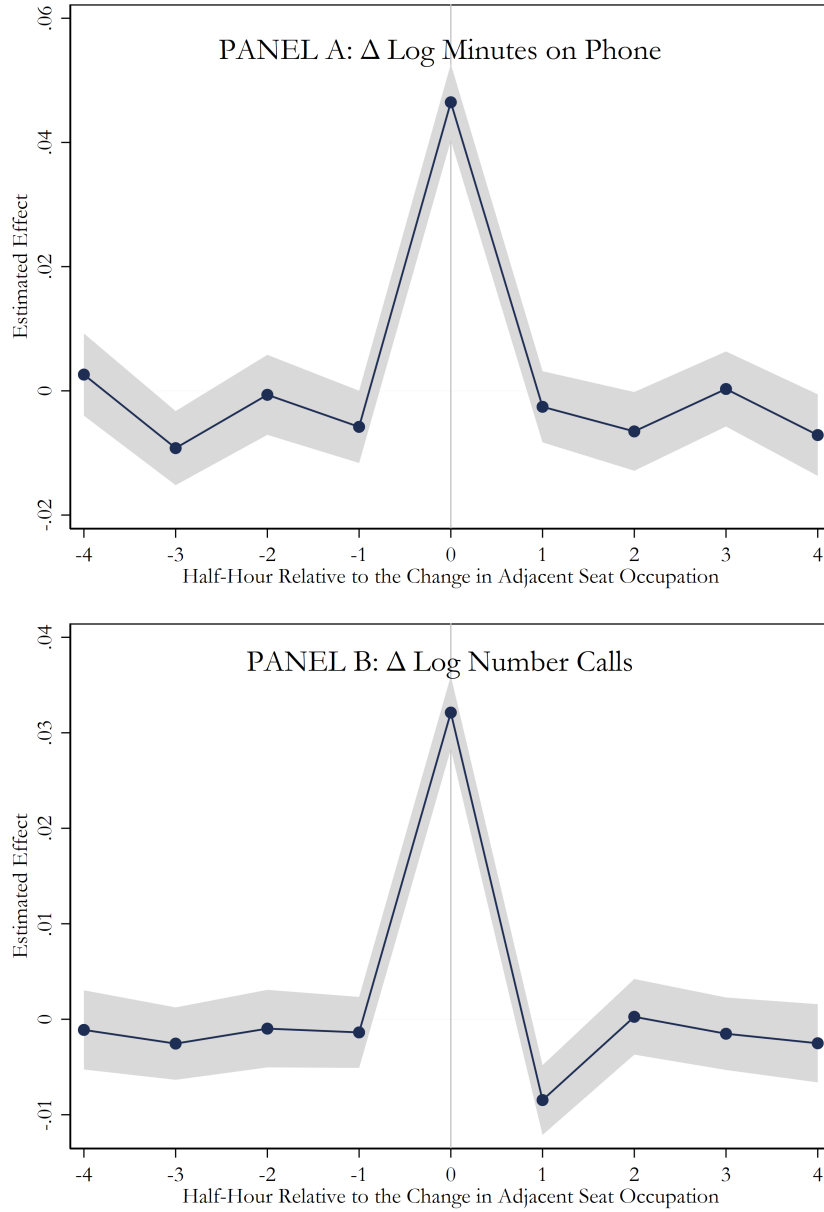 PANEL A: Δ Log Minutes on Phone
Estimated Effect
.06
.04
.02
0
-.02
-4 -3 -2 -1 0 1 2 3 4
Half-Hour Relative to the Change in Adjacent Seat Occupation
PANEL B: Δ Log Number Calls
Estimated Effect
.04
.03
.02
.01
0
-.01
-4 -3 -2 -1 0 1 2 3 4
Half-Hour Relative to the Change in Adjacent Seat Occupation